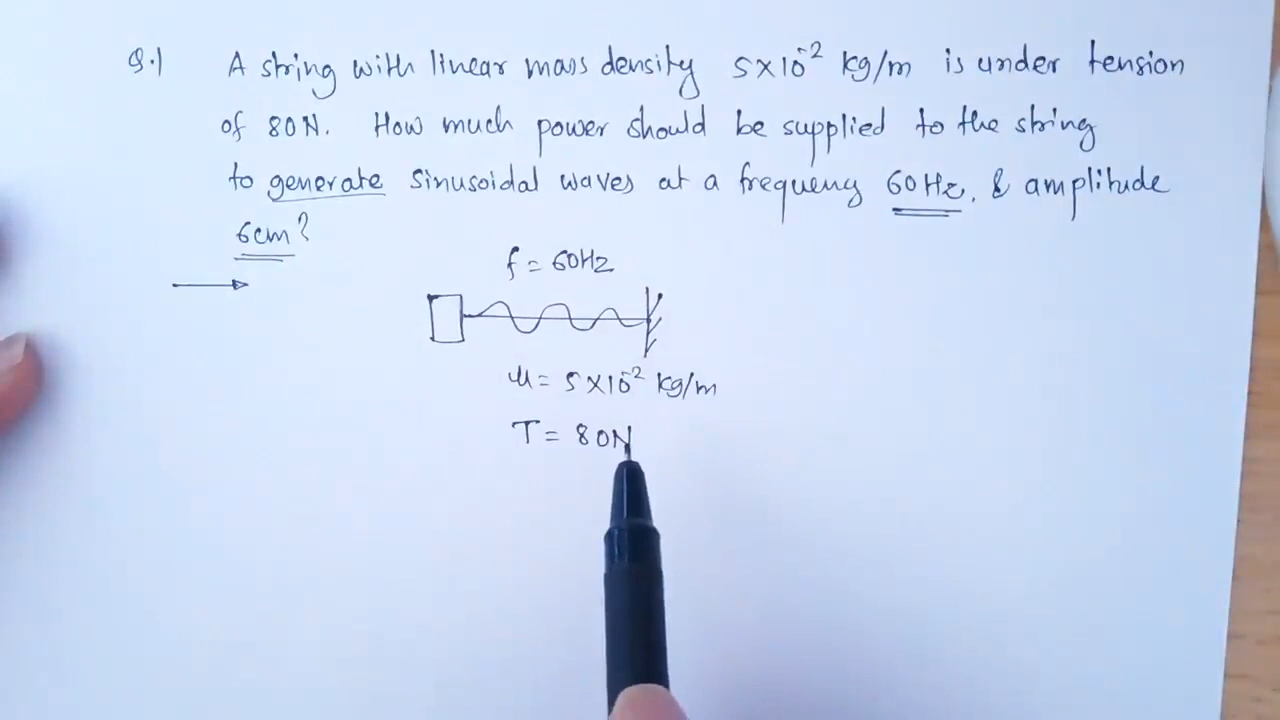 Q.1 A string with linear mass density 5×10⁻² kg/m is under tension
of 80N. How much power should be supplied to the string
to generate sinusoidal waves at a frequeny 60Hz, & amplitude
6cm?
f = 60Hz
μ = 5×10⁻² kg/m
T = 80N